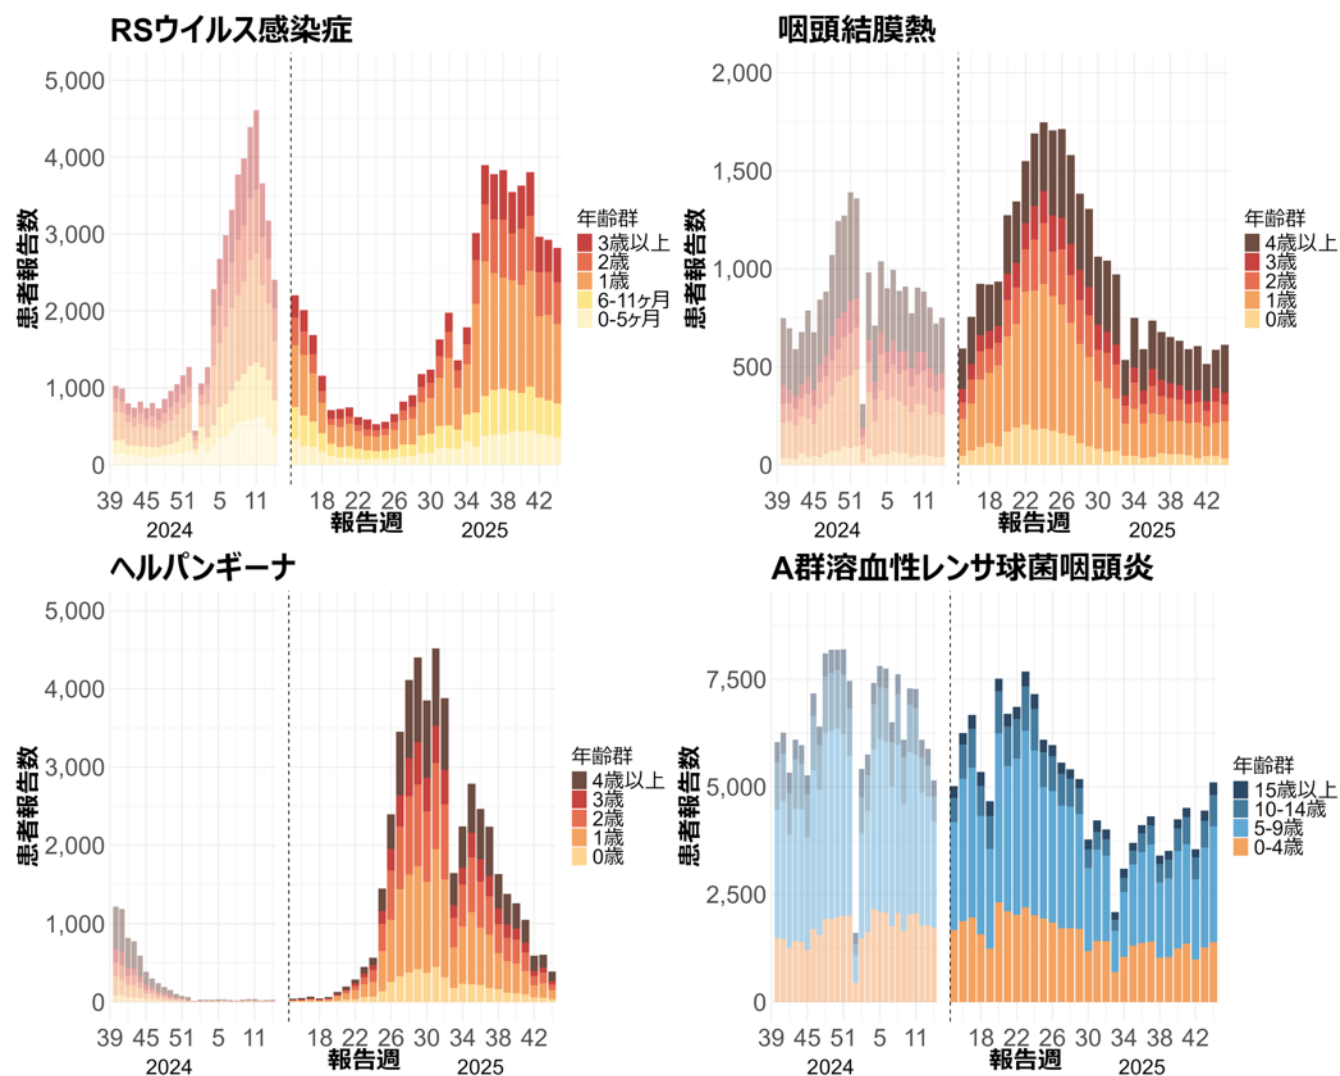 RSウイルス感染症
患者報告数
5,000
4,000
3,000
2,000
1,000
0
39 45 51 5 11 18 22 26 30 34 38 42
2024 報告週 2025
年齢群
3歳以上
2歳
1歳
6-11ヶ月
0-5ヶ月
咽頭結膜熱
患者報告数
2,000
1,500
1,000
500
0
39 45 51 5 11 18 22 26 30 34 38 42
2024 報告週 2025
年齢群
4歳以上
3歳
2歳
1歳
0歳
ヘルパンギーナ
患者報告数
5,000
4,000
3,000
2,000
1,000
0
39 45 51 5 11 18 22 26 30 34 38 42
2024 報告週 2025
年齢群
4歳以上
3歳
2歳
1歳
0歳
A群溶血性レンサ球菌咽頭炎
患者報告数
7,500
5,000
2,500
0
39 45 51 5 11 18 22 26 30 34 38 42
2024 報告週 2025
年齢群
15歳以上
10-14歳
5-9歳
0-4歳